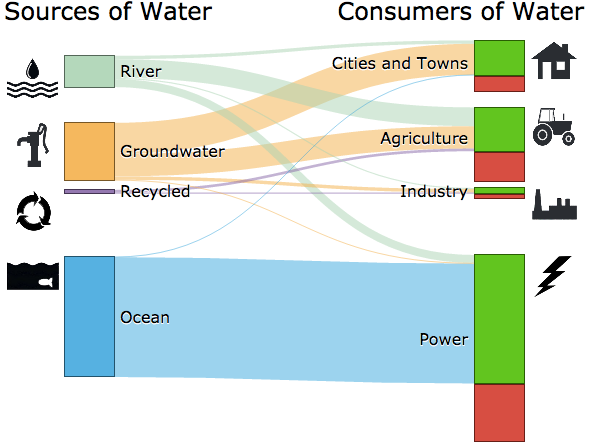 Sources of Water
Consumers of Water
River
Groundwater
Recycled
Ocean
Cities and Towns
Agriculture
Industry
Power